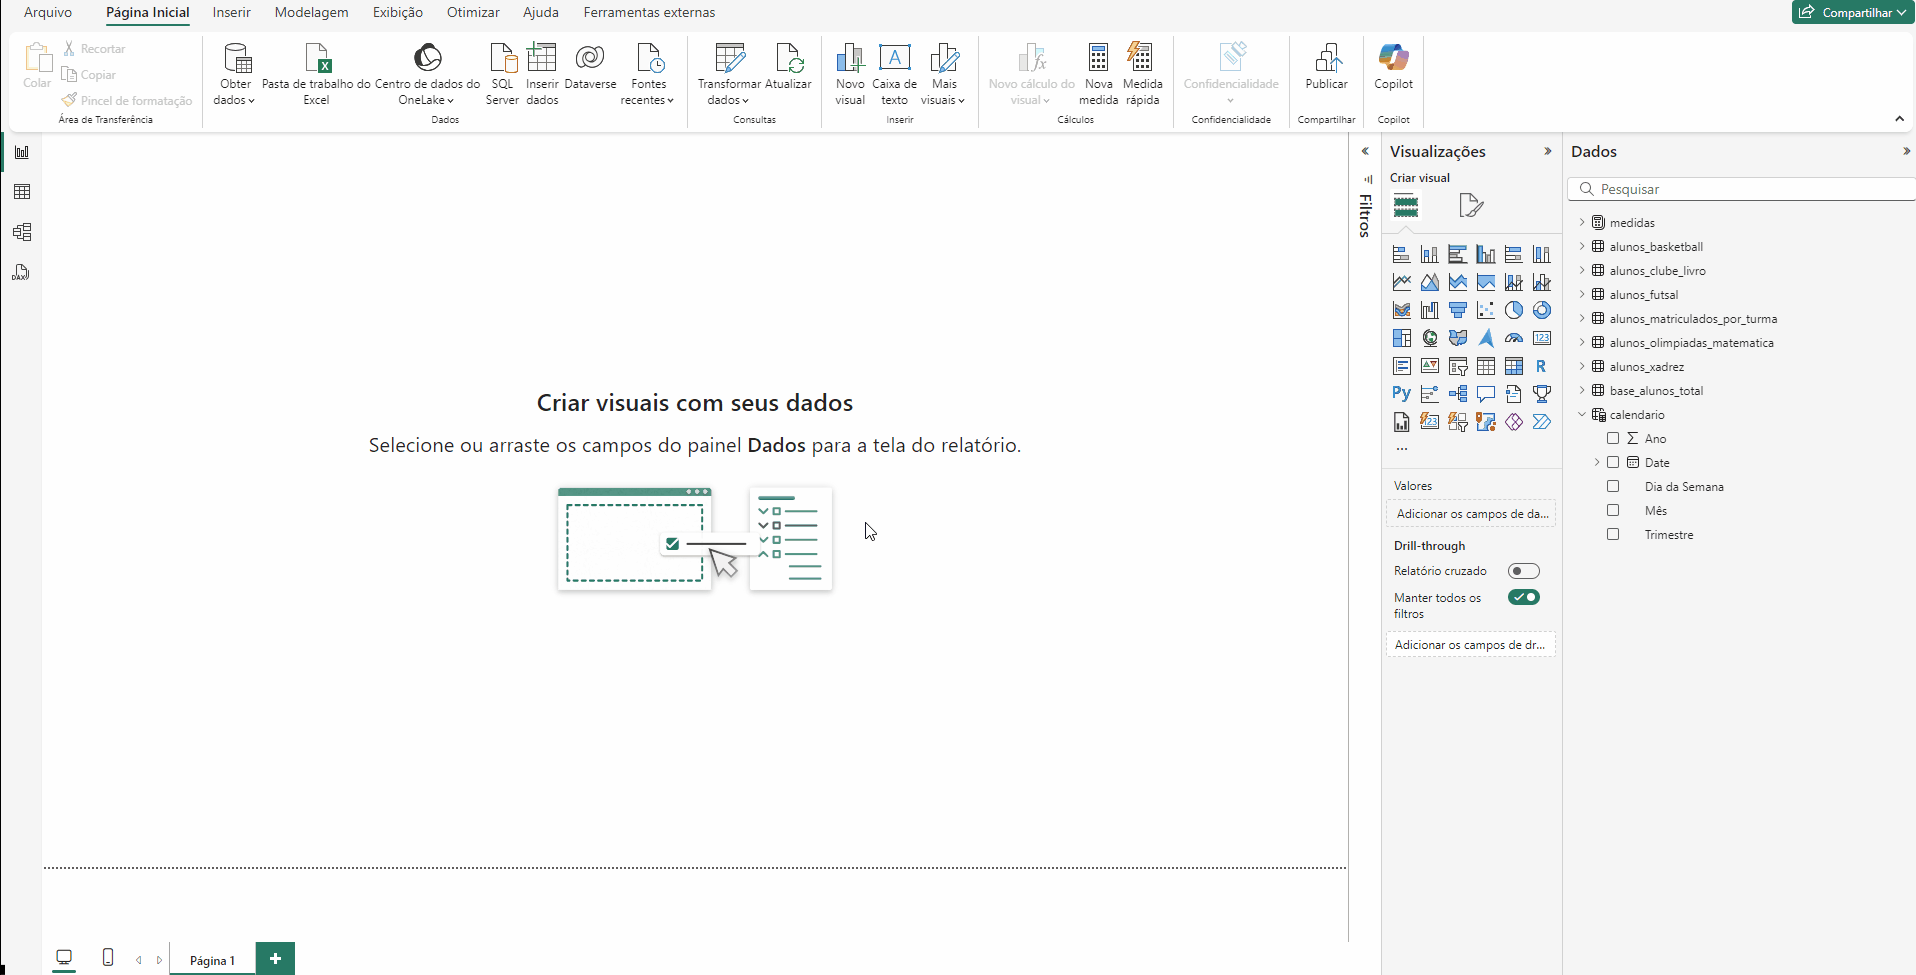 Arquivo
Página Inicial
Inserir
Modelagem
Exibição
Otimizar
Ajuda
Ferramentas externas
Compartilhar
Colar
Recortar
Copiar
Pincel de formatação
Área de Transferência
Obter
dados
Pasta de trabalho do
Excel
Centro de dados do
OneLake
SQL
Server
Inserir
dados
Dataverse
Fontes
recentes
Dados
Transformar
dados
Atualizar
Consultas
Novo
visual
Caixa de
texto
Mais
visuais
Inserir
Novo cálculo do
visual
Nova
medida
Medida
rápida
Cálculos
Confidencialidade
Confidencialidade
Publicar
Compartilhar
Copilot
Copilot
DAX
Criar visuais com seus dados
Selecione ou arraste os campos do painel Dados para a tela do relatório.
Filtros
Visualizações
Criar visual
123
R
Py
123
Valores
Adicionar os campos de da...
Drill-through
Relatório cruzado
Manter todos os
filtros
Adicionar os campos de dr...
Dados
Pesquisar
medidas
alunos_basketball
alunos_clube_livro
alunos_futsal
alunos_matriculados_por_turma
alunos_olimpiadas_matematica
alunos_xadrez
base_alunos_total
calendario
Σ Ano
Date
Dia da Semana
Mês
Trimestre
Página 1
+